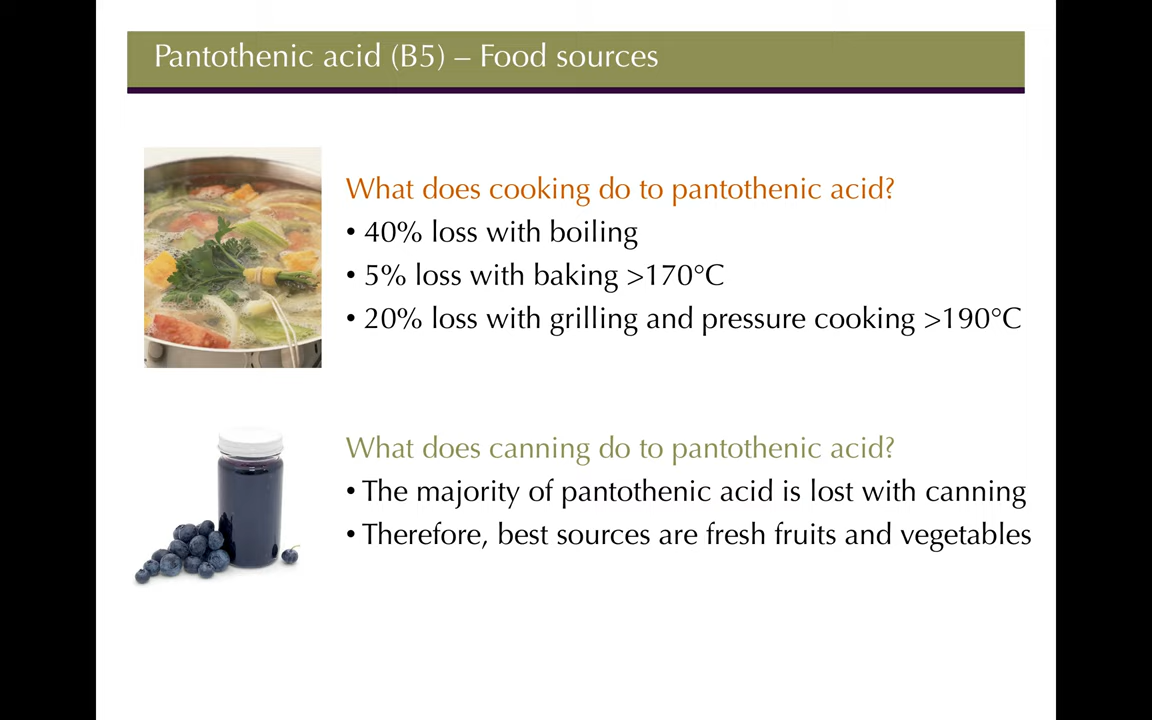 Pantothenic acid (B5) – Food sources
What does cooking do to pantothenic acid?
• 40% loss with boiling
• 5% loss with baking >170°C
• 20% loss with grilling and pressure cooking >190°C
What does canning do to pantothenic acid?
• The majority of pantothenic acid is lost with canning
• Therefore, best sources are fresh fruits and vegetables